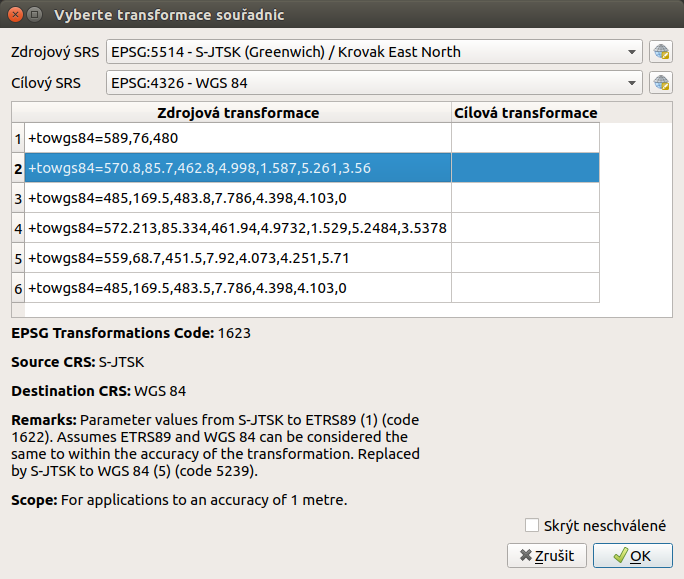 Vyberte transformace souřadnic
Zdrojový SRS EPSG:5514 - S-JTSK (Greenwich) / Krovak East North
Cílový SRS EPSG:4326 - WGS 84
Zdrojová transformace Cílová transformace
1 +towgs84=589,76,480
2 +towgs84=570.8,85.7,462.8,4.998,1.587,5.261,3.56
3 +towgs84=485,169.5,483.8,7.786,4.398,4.103,0
4 +towgs84=572.213,85.334,461.94,4.9732,1.529,5.2484,3.5378
5 +towgs84=559,68.7,451.5,7.92,4.073,4.251,5.71
6 +towgs84=485,169.5,483.5,7.786,4.398,4.103,0
EPSG Transformations Code: 1623
Source CRS: S-JTSK
Destination CRS: WGS 84
Remarks: Parameter values from S-JTSK to ETRS89 (1) (code
1622). Assumes ETRS89 and WGS 84 can be considered the
same to within the accuracy of the transformation. Replaced
by S-JTSK to WGS 84 (5) (code 5239).
Scope: For applications to an accuracy of 1 metre.
Skrýt neschválené
Zrušit OK